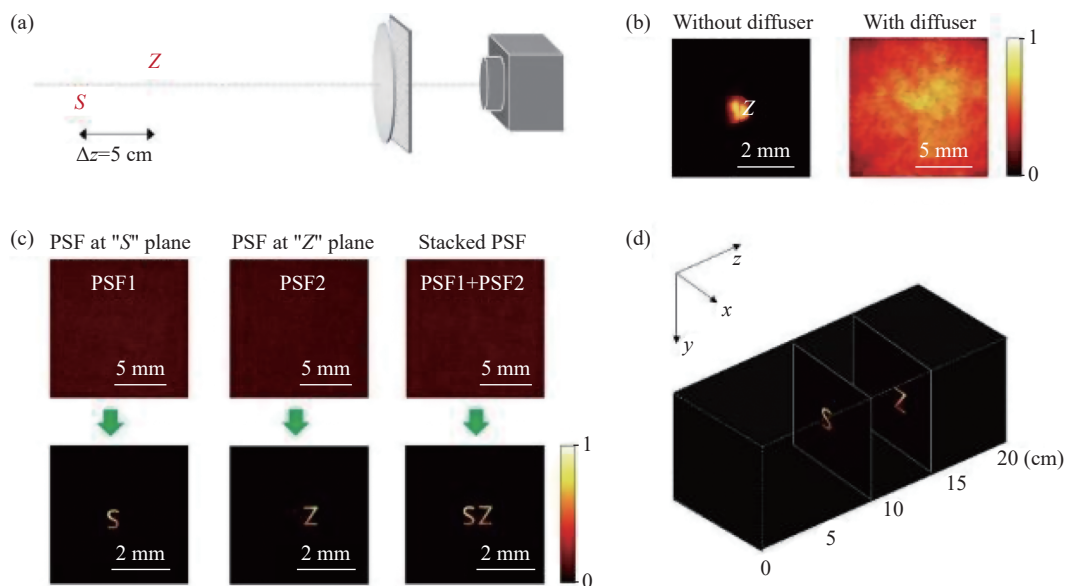 (a)
Z
S
Δz=5 cm
(b)
Without diffuser
With diffuser
Z
2 mm
5 mm
1
0
(c)
PSF at "S" plane
PSF at "Z" plane
Stacked PSF
PSF1
PSF2
PSF1+PSF2
5 mm
5 mm
5 mm
S
Z
SZ
2 mm
2 mm
2 mm
1
0
(d)
z
x
y
S
Z
0
5
10
15
20 (cm)